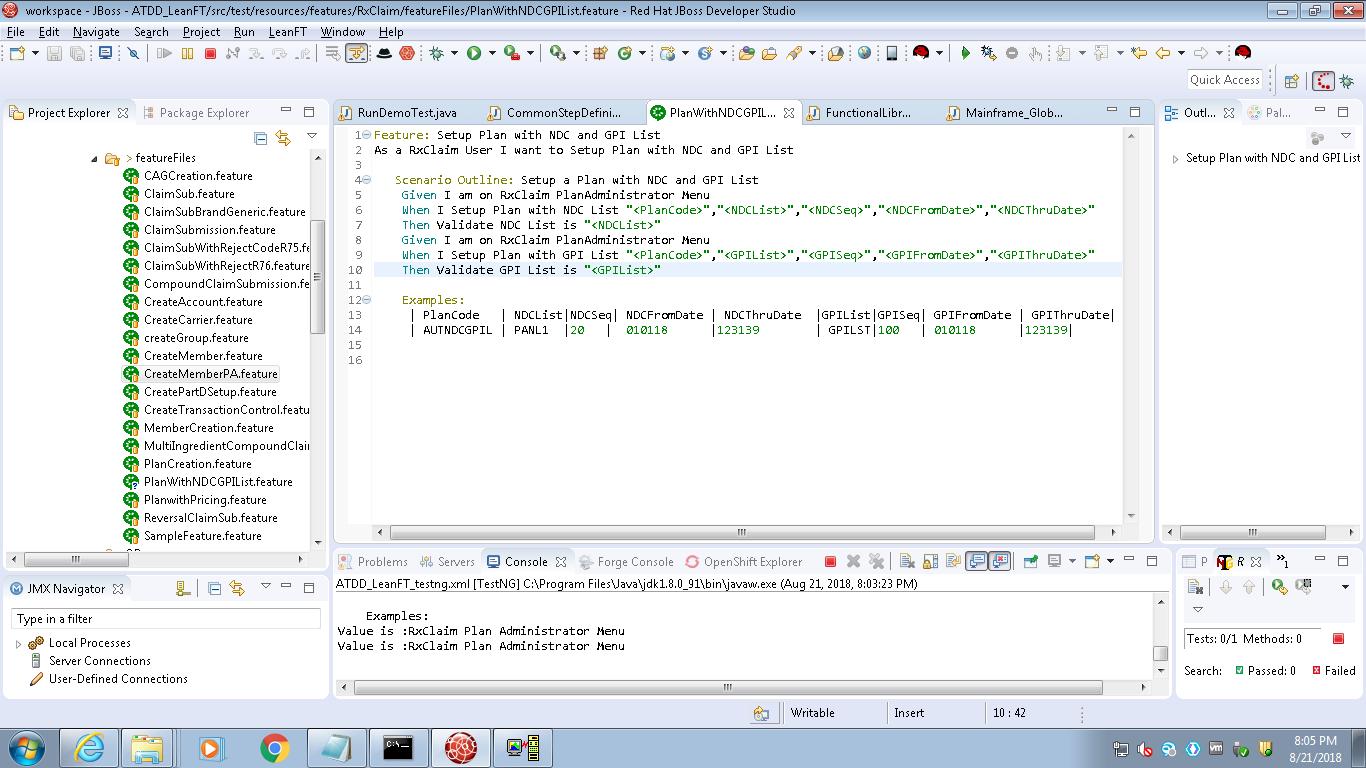 workspace - JBoss - ATDD_LeanFT/src/test/resources/features/RxClaim/featureFiles/PlanWithNDCGPIList.feature - Red Hat JBoss Developer Studio
File Edit Navigate Search Project Run LeanFT Window Help
Quick Access
Project Explorer
Package Explorer
> featureFiles
CAGCreation.feature
ClaimSub.feature
ClaimSubBrandGeneric.feature
ClaimSubmission.feature
ClaimSubWithRejectCodeR75.fe
ClaimSubWithRejectR76.feature
CompoundClaimSubmission.fe
CreateAccount.feature
CreateCarrier.feature
createGroup.feature
CreateMember.feature
CreateMemberPA.feature
CreatePartDSetup.feature
CreateTransactionControl.featu
MemberCreation.feature
MultiIngredientCompoundClai
PlanCreation.feature
PlanWithNDCGPIList.feature
PlanwithPricing.feature
ReversalClaimSub.feature
SampleFeature.feature
RunDemoTest.java
CommonStepDefini...
PlanWithNDCGPIL...
FunctionalLibr...
Mainframe_Glob...
1 Feature: Setup Plan with NDC and GPI List
2 As a RxClaim User I want to Setup Plan with NDC and GPI List
3
4 Scenario Outline: Setup a Plan with NDC and GPI List
5 Given I am on RxClaim PlanAdministrator Menu
6 When I Setup Plan with NDC List "<PlanCode>","<NDCList>","<NDCSeq>","<NDCFromDate>","<NDCThruDate>"
7 Then Validate NDC List is "<NDCList>"
8 Given I am on RxClaim PlanAdministrator Menu
9 When I Setup Plan with GPI List "<PlanCode>","<GPIList>","<GPISeq>","<GPIFromDate>","<GPIThruDate>"
10 Then Validate GPI List is "<GPIList>"
11
12 Examples:
13 | PlanCode | NDCList|NDCSeq| NDCFromDate | NDCThruDate |GPIList|GPISeq| GPIFromDate | GPIThruDate|
14 | AUTNDCGPIL | PANL1 |20 | 010118 |123139 | GPILST|100 | 010118 |123139|
15
16
Outl...
Pal...
Setup Plan with NDC and GPI List
JMX Navigator
Type in a filter
Local Processes
Server Connections
User-Defined Connections
Problems
Servers
Console
Forge Console
OpenShift Explorer
ATDD_LeanFT_testng.xml [TestNG] C:\Program Files\Java\jdk1.8.0_91\bin\javaw.exe (Aug 21, 2018, 8:03:23 PM)
Examples:
Value is :RxClaim Plan Administrator Menu
Value is :RxClaim Plan Administrator Menu
P
R
»1
Tests: 0/1 Methods: 0
Search:
Passed: 0
Failed
Writable
Insert
10 : 42
8:05 PM
8/21/2018